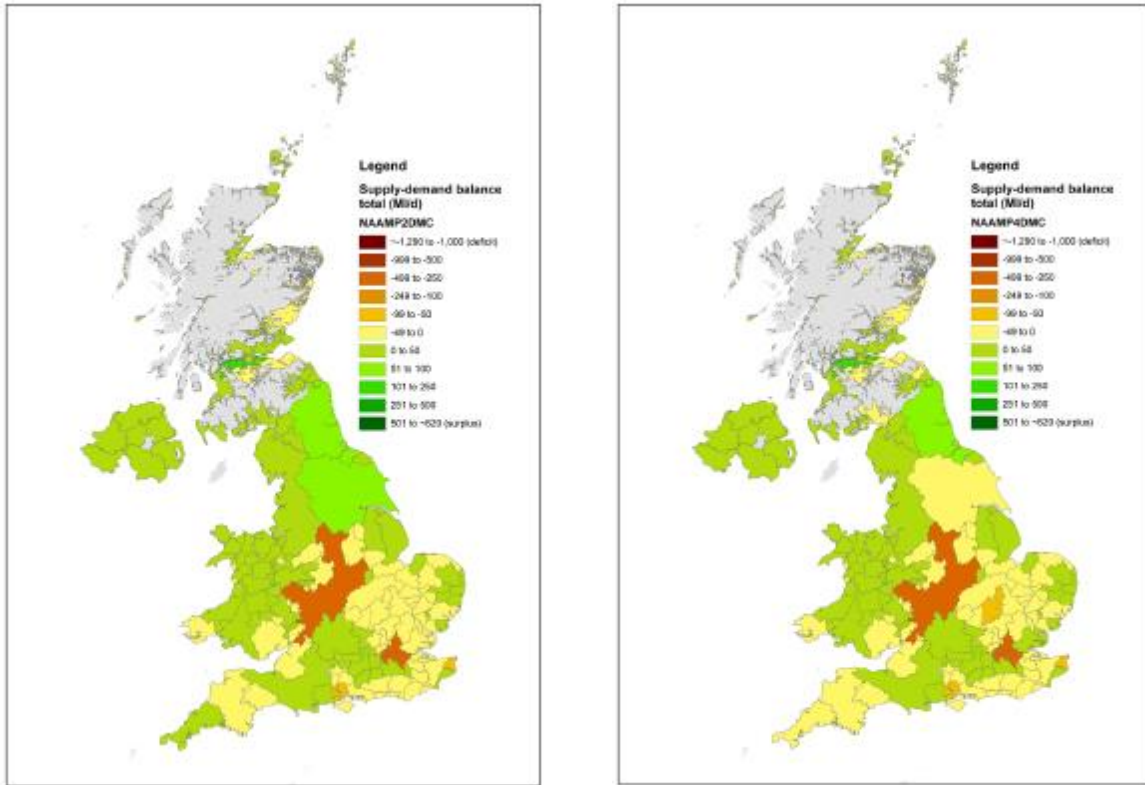 Legend
Supply-demand balance
total (Ml/d)
NAAMP2DMC
~-1,290 to -1,000 (deficit)
-999 to -500
-499 to -250
-249 to -100
-99 to -50
-49 to 0
0 to 50
51 to 100
101 to 250
251 to 500
501 to ~620 (surplus)
Legend
Supply-demand balance
total (Ml/d)
NAAMP4DMC
~-1,290 to -1,000 (deficit)
-999 to -500
-499 to -250
-249 to -100
-99 to -50
-49 to 0
0 to 50
51 to 100
101 to 250
251 to 500
501 to ~620 (surplus)